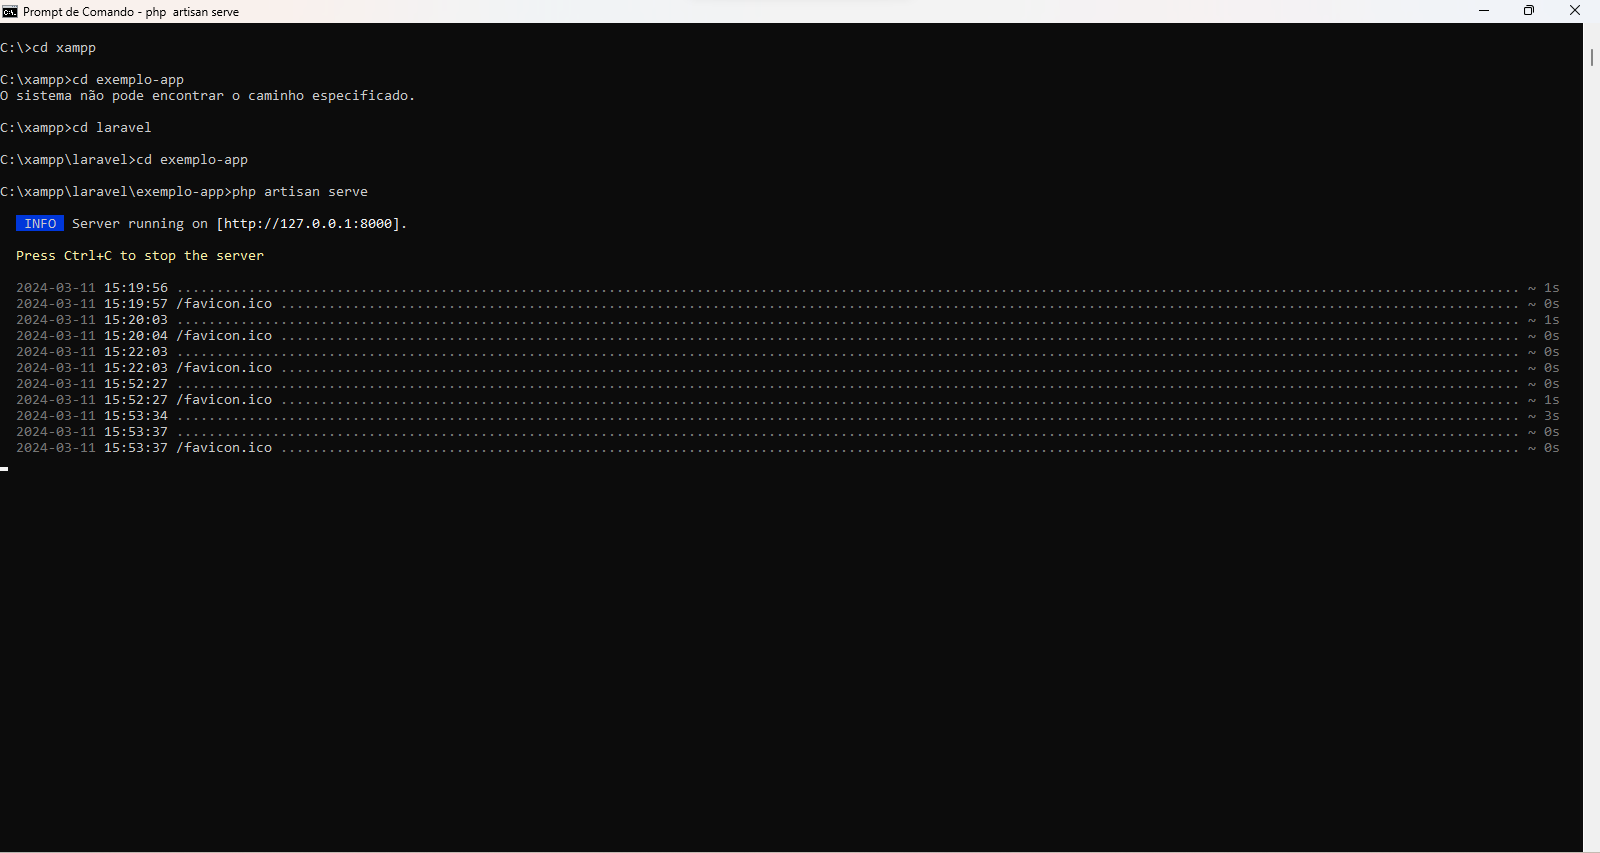 Prompt de Comando - php  artisan serve
C:\>cd xampp
C:\xampp>cd exemplo-app
O sistema não pode encontrar o caminho especificado.
C:\xampp>cd laravel
C:\xampp\laravel>cd exemplo-app
C:\xampp\laravel\exemplo-app>php artisan serve
INFO  Server running on [http://127.0.0.1:8000].
Press Ctrl+C to stop the server
2024-03-11 15:19:56 ........................................................................................................................................................................ ~ 1s
2024-03-11 15:19:57 /favicon.ico ........................................................................................................................................................... ~ 0s
2024-03-11 15:20:03 ........................................................................................................................................................................ ~ 1s
2024-03-11 15:20:04 /favicon.ico ........................................................................................................................................................... ~ 0s
2024-03-11 15:22:03 ........................................................................................................................................................................ ~ 0s
2024-03-11 15:22:03 /favicon.ico ........................................................................................................................................................... ~ 0s
2024-03-11 15:52:27 ........................................................................................................................................................................ ~ 0s
2024-03-11 15:52:27 /favicon.ico ........................................................................................................................................................... ~ 1s
2024-03-11 15:53:34 ........................................................................................................................................................................ ~ 3s
2024-03-11 15:53:37 ........................................................................................................................................................................ ~ 0s
2024-03-11 15:53:37 /favicon.ico ........................................................................................................................................................... ~ 0s